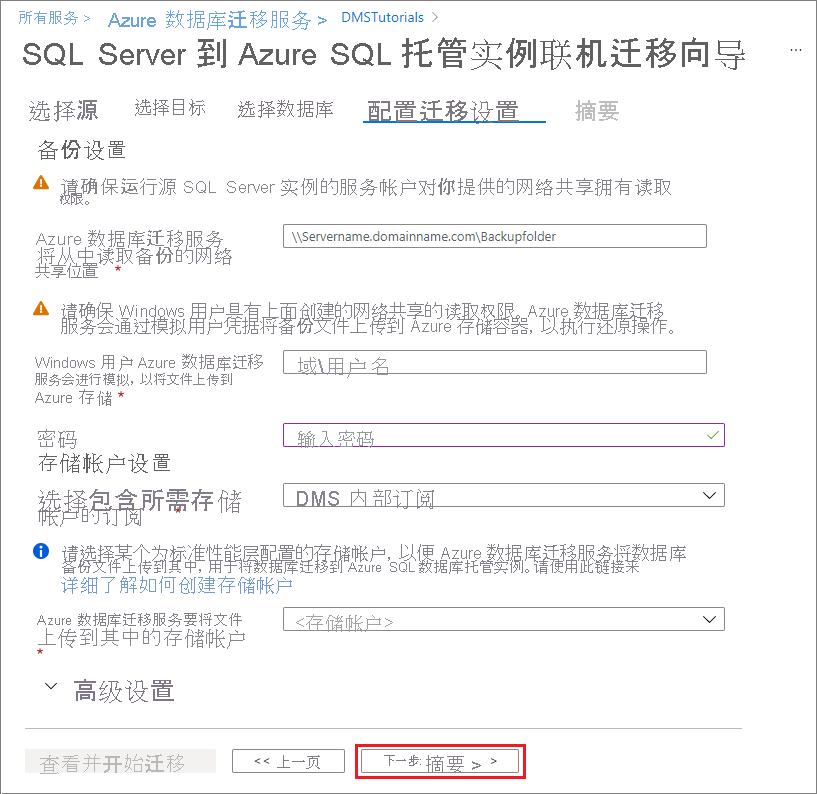 所有服务 > Azure 数据库迁移服务 > DMSTutorials >
SQL Server 到 Azure SQL 托管实例联机迁移向导 ...
选择源 选择目标 选择数据库 配置迁移设置 摘要
备份设置
请确保运行源 SQL Server 实例的服务帐户对你提供的网络共享拥有读取
权限。
Azure 数据库迁移服务
将从中读取备份的网络
共享位置 *
\\Servername.domainname.com\Backupfolder
请确保 Windows 用户具有上面创建的网络共享的读取权限。Azure 数据库迁移
服务会通过模拟用户凭据将备份文件上传到 Azure 存储容器, 以执行还原操作。
Windows 用户 Azure 数据库迁移
服务会进行模拟, 以将文件上传到
Azure 存储 *
域\用户名
密码
输入密码
存储帐户设置
选择包含所需存储
帐户的订阅 *
DMS 内部订阅
请选择某个为标准性能层配置的存储帐户, 以便 Azure 数据库迁移服务将数据库
备份文件上传到其中, 用于将数据库迁移到 Azure SQL 数据库托管实例。请使用此链接来
详细了解如何创建存储帐户
Azure 数据库迁移服务要将文件
上传到其中的存储帐户
*
<存储帐户>
高级设置
查看并开始迁移 << 上一页 下一步: 摘要 > >